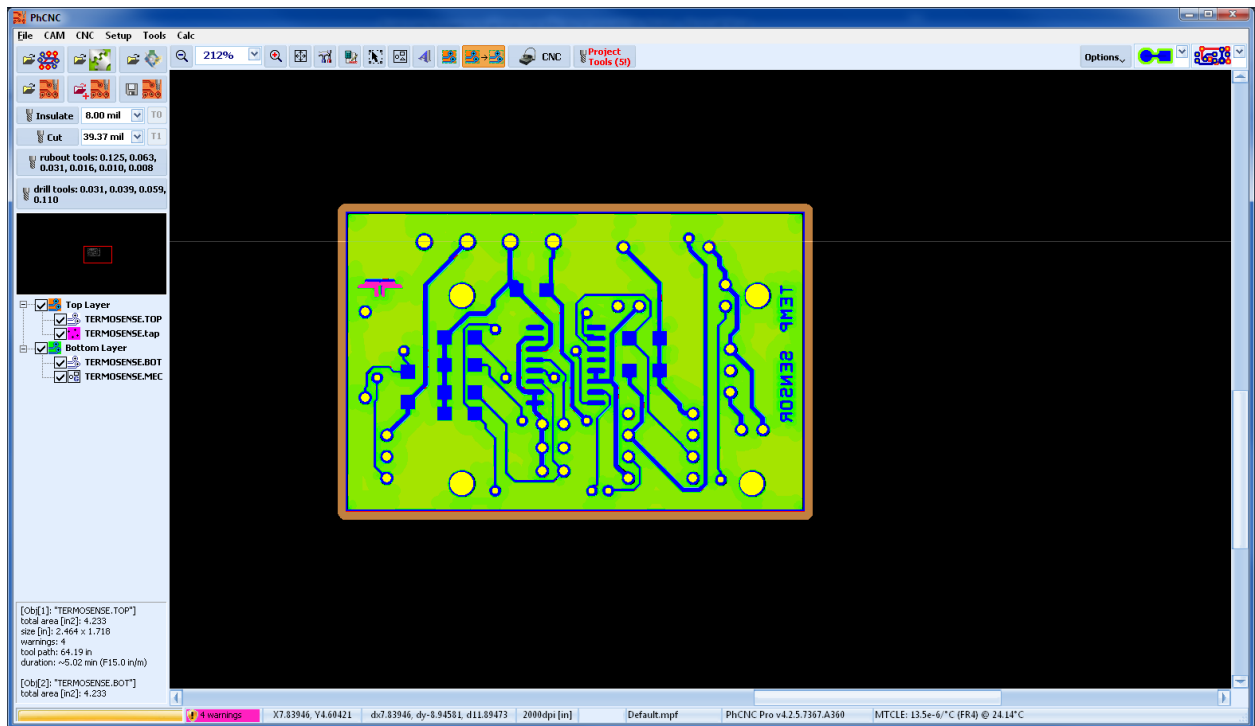 PhCNC
File CAM CNC Setup Tools Calc
212% CNC Project Tools (5!) Options
Insulate 8.00 mil T0
Cut 39.37 mil T1
rubout tools: 0.125, 0.063,
0.031, 0.016, 0.010, 0.008
drill tools: 0.031, 0.039, 0.059,
0.110
Top Layer
TERMOSENSE.TOP
TERMOSENSE.tap
Bottom Layer
TERMOSENSE.BOT
TERMOSENSE.MEC
TEMP SENSOR
[Obj[1]: "TERMOSENSE.TOP"]
total area [in2]: 4.233
size [in]: 2.464 x 1.718
warnings: 4
tool path: 64.19 in
duration: ~5.02 min (F15.0 in/m)
[Obj[2]: "TERMOSENSE.BOT"]
total area [in2]: 4.233
4 warnings X7.83946, Y4.60421 dx7.83946, dy-8.94581, d11.89473 2000dpi [in] Default.mpf PhCNC Pro v4.2.5.7367.A360 MTCLE: 13.5e-6/°C (FR4) @ 24.14°C